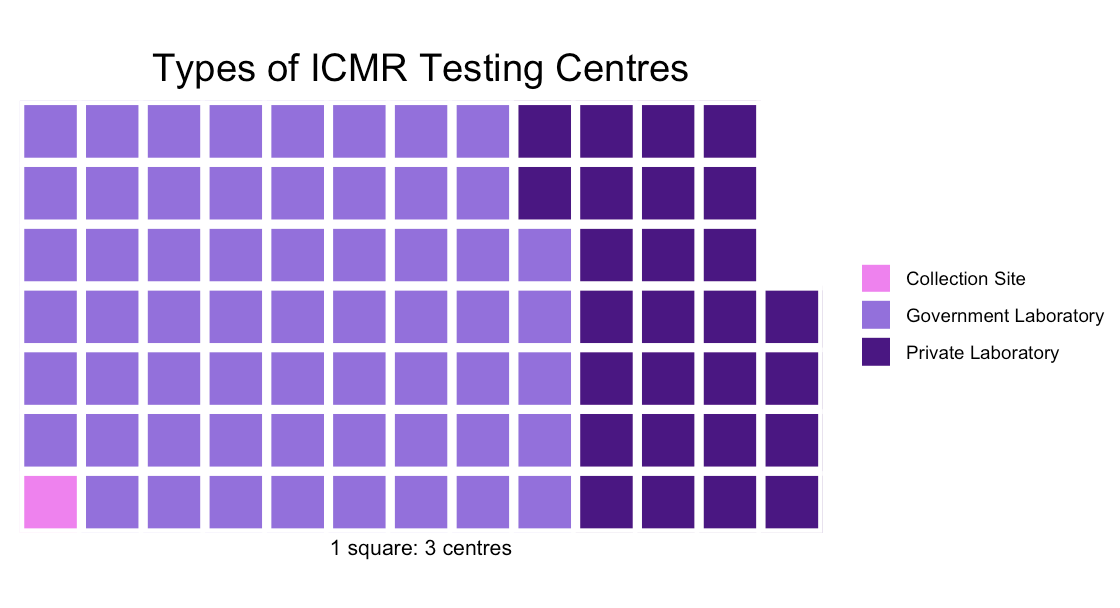 Types of ICMR Testing Centres
Collection Site
Government Laboratory
Private Laboratory
1 square: 3 centres